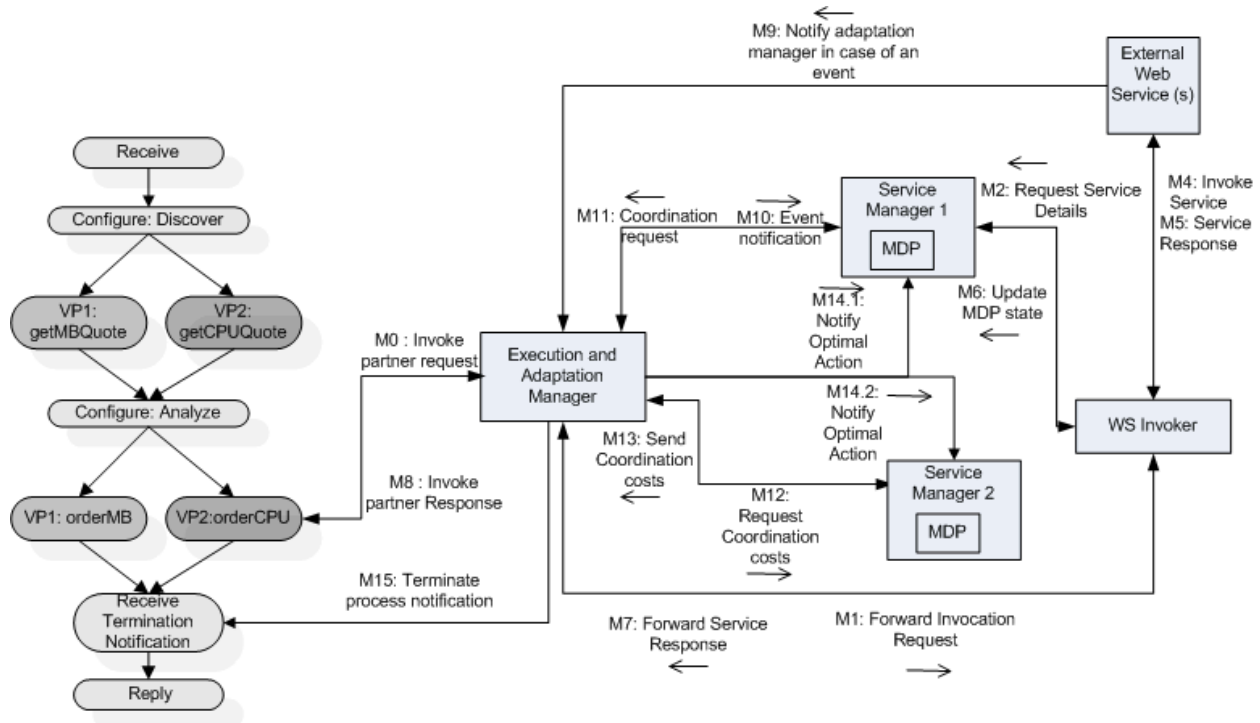 M9: Notify adaptation
manager in case of an
event
External
Web
Service (s)
Receive
Configure: Discover
VP1:
getMBQuote
VP2:
getCPUQuote
Configure: Analyze
VP1: orderMB
VP2:orderCPU
Receive
Termination
Notification
Reply
M0 : Invoke
partner request
M8 : Invoke
partner Response
M15: Terminate
process notification
M11: Coordination
request
M10: Event
notification
Service
Manager 1
MDP
M2: Request Service
Details
M4: Invoke
Service
M5: Service
Response
M6: Update
MDP state
M14.1:
Notify
Optimal
Action
Execution and
Adaptation
Manager
M14.2:
Notify
Optimal
Action
WS Invoker
M13: Send
Coordination
costs
M12:
Request
Coordination
costs
Service
Manager 2
MDP
M7: Forward Service
Response
M1: Forward Invocation
Request